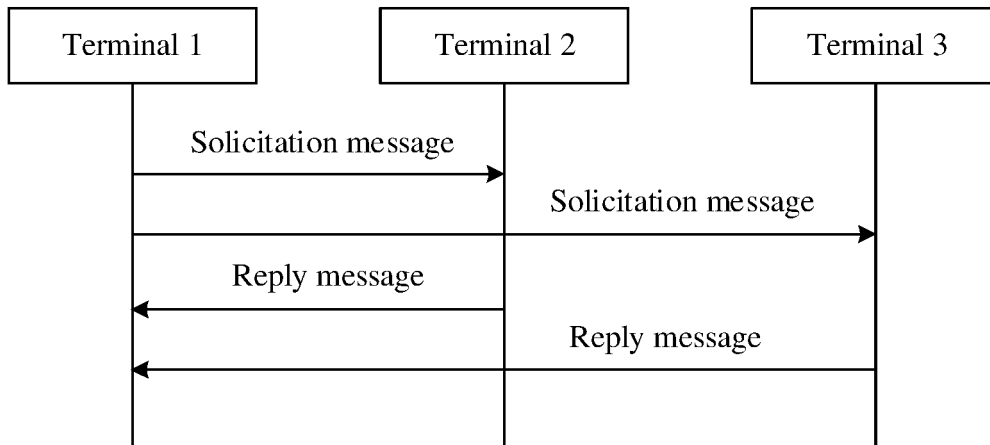 Terminal 1
Terminal 2
Terminal 3
Solicitation message
Solicitation message
Reply message
Reply message